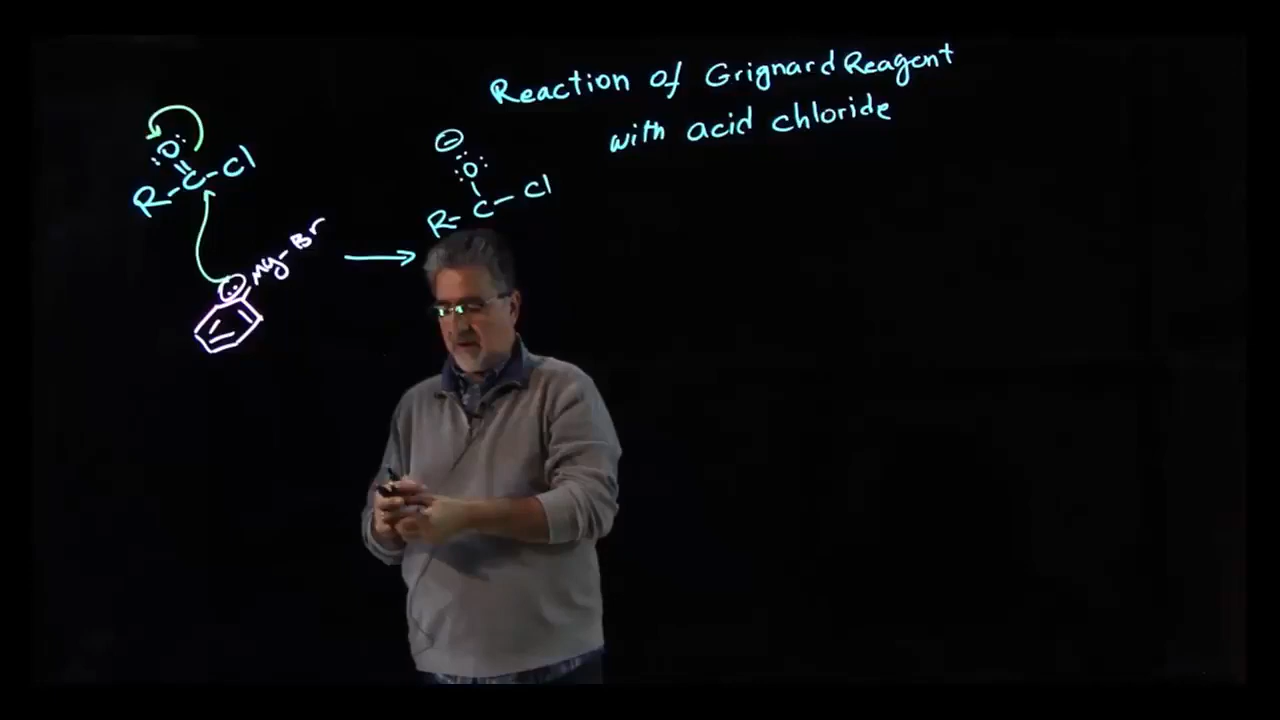 Reaction of Grignard Reagent
with acid chloride
O
R-C-Cl
Mg-Br
⊖
O
R-C-Cl